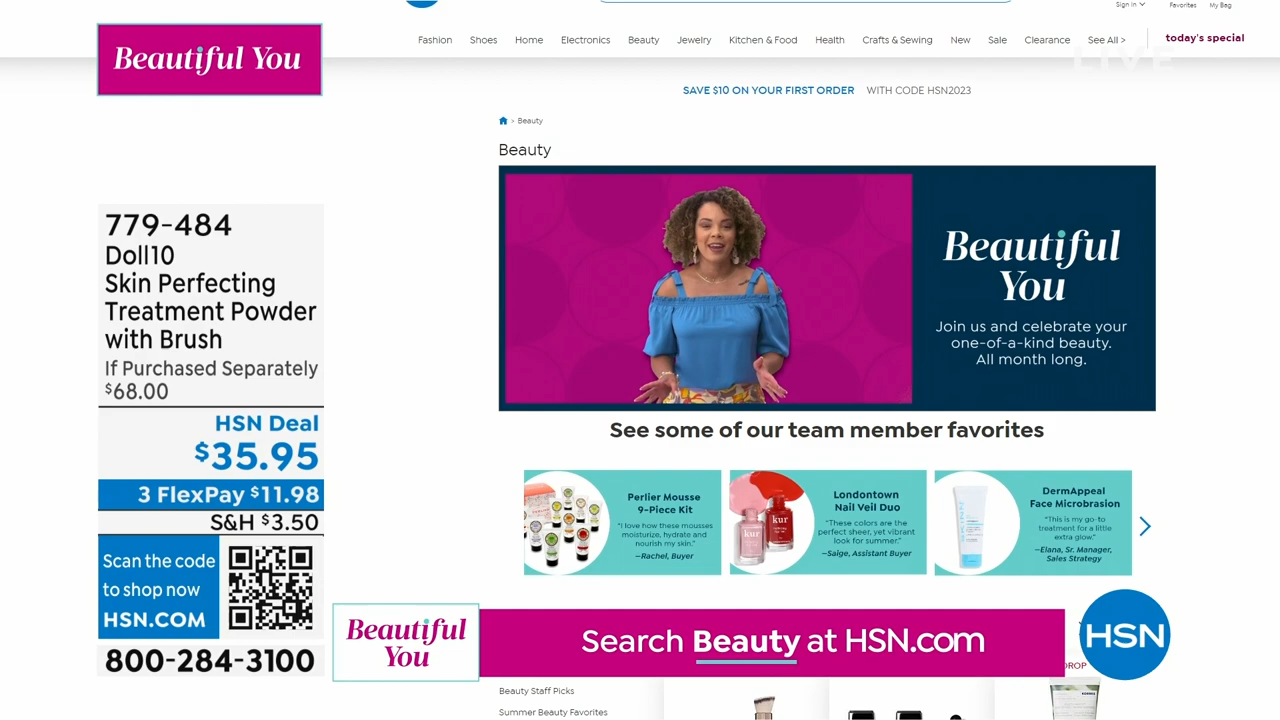 Sign In
Favorites
My Bag
Beautiful You
Fashion Shoes Home Electronics Beauty Jewelry Kitchen & Food Health Crafts & Sewing New Sale Clearance See All >
today's special
LIVE
SAVE $10 ON YOUR FIRST ORDER WITH CODE HSN2023
> Beauty
Beauty
779-484
Doll10
Skin Perfecting
Treatment Powder
with Brush
If Purchased Separately
$68.00
HSN Deal
$35.95
3 FlexPay $11.98
S&H $3.50
Scan the code
to shop now
HSN.COM
800-284-3100
Beautiful
You
Join us and celebrate your
one-of-a-kind beauty.
All month long.
See some of our team member favorites
Perlier Mousse
9-Piece Kit
"I love how these mousses
moisturize, hydrate and
nourish my skin."
—Rachel, Buyer
kur
kur
Londontown
Nail Veil Duo
"These colors are the
perfect sheer, yet vibrant
look for summer."
—Saige, Assistant Buyer
DermAppeal
Face Microbrasion
"This is my go-to
treatment for a little
extra glow."
—Elana, Sr. Manager,
Sales Strategy
Beautiful
You
Search Beauty at HSN.com
HSN
DROP
Beauty Staff Picks
Summer Beauty Favorites